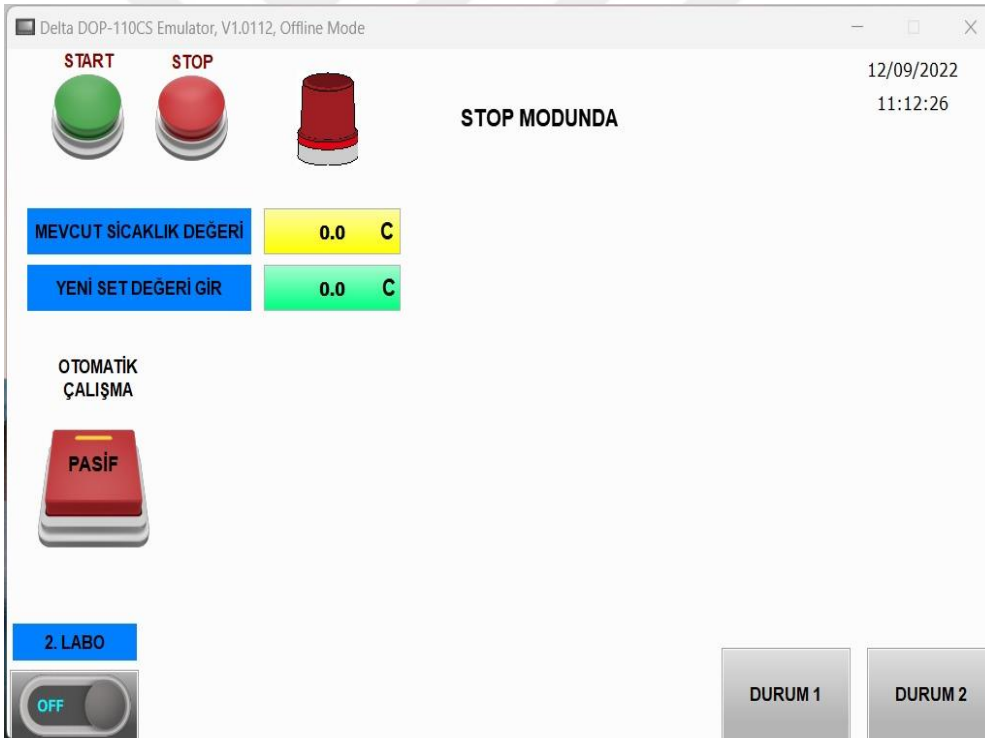 Delta DOP-110CS Emulator, V1.0112, Offline Mode
START STOP
12/09/2022
11:12:26
STOP MODUNDA
MEVCUT SİCAKLIK DEĞERİ 0.0 C
YENİ SET DEĞERİ GİR 0.0 C
OTOMATİK
ÇALIŞMA
PASİF
2. LABO
OFF
DURUM 1 DURUM 2